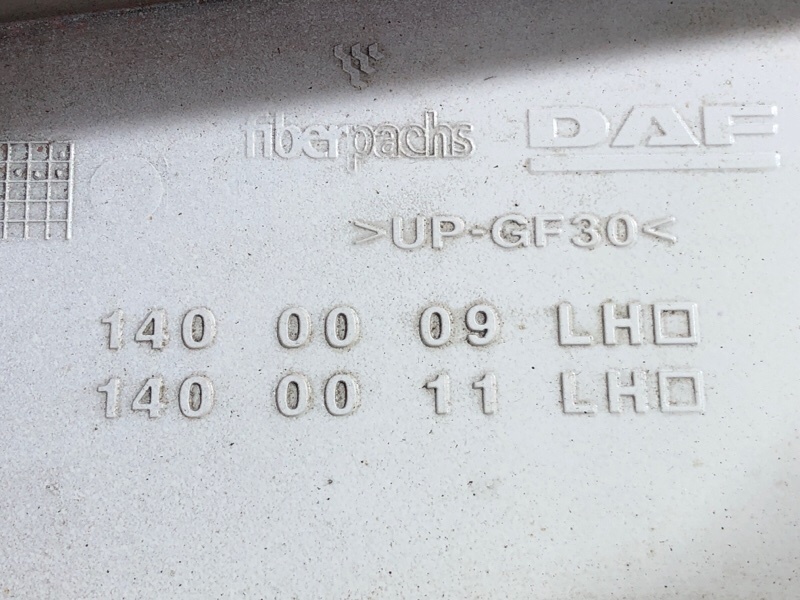 fiberpachs DAF
>UP-GF30<
140 00 09 LH□
140 00 11 LH□